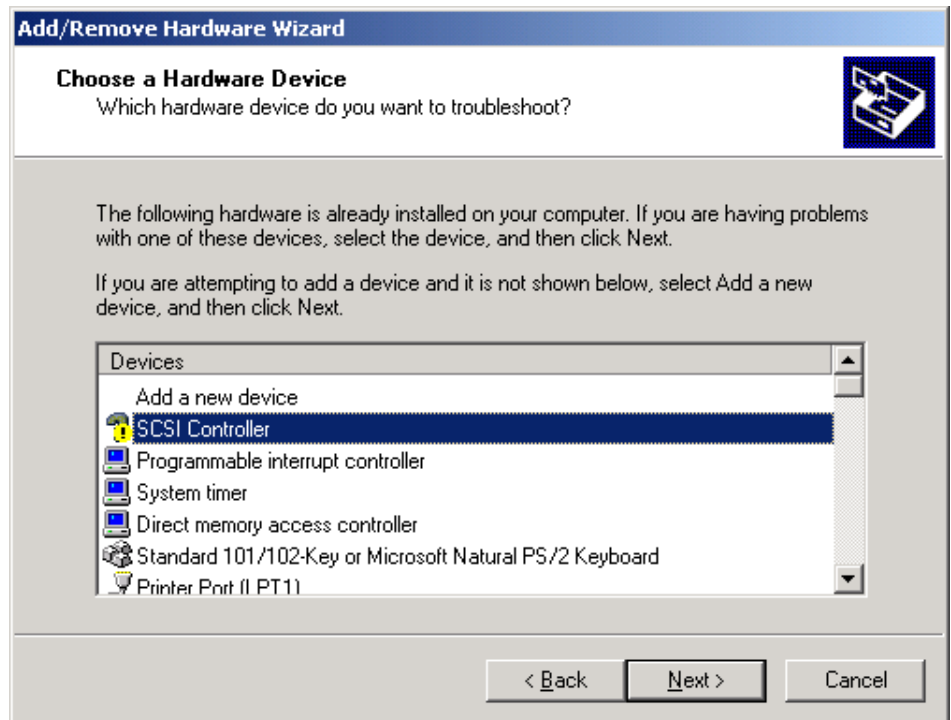 Add/Remove Hardware Wizard
Choose a Hardware Device
Which hardware device do you want to troubleshoot?
The following hardware is already installed on your computer. If you are having problems
with one of these devices, select the device, and then click Next.
If you are attempting to add a device and it is not shown below, select Add a new
device, and then click Next.
Devices
Add a new device
SCSI Controller
Programmable interrupt controller
System timer
Direct memory access controller
Standard 101/102-Key or Microsoft Natural PS/2 Keyboard
Printer Port (LPT1)
< Back Next > Cancel